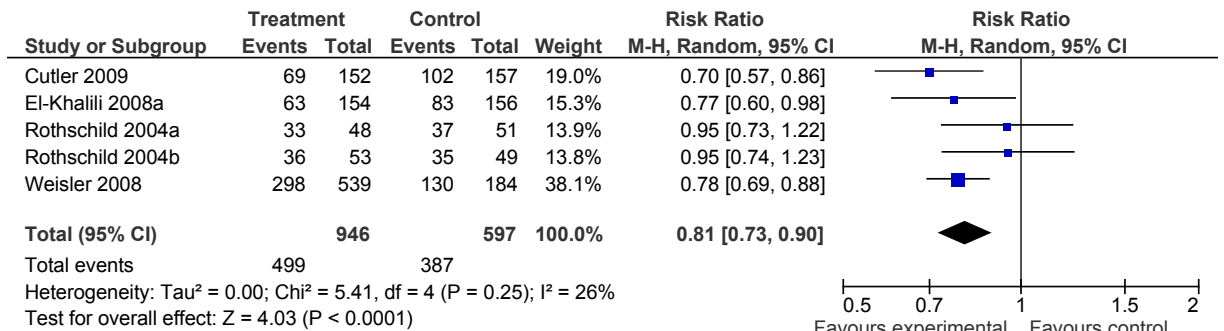 Treatment Control Risk Ratio Risk Ratio
Study or Subgroup Events Total Events Total Weight M-H, Random, 95% CI M-H, Random, 95% CI
Cutler 2009 69 152 102 157 19.0% 0.70 [0.57, 0.86]
El-Khalili 2008a 63 154 83 156 15.3% 0.77 [0.60, 0.98]
Rothschild 2004a 33 48 37 51 13.9% 0.95 [0.73, 1.22]
Rothschild 2004b 36 53 35 49 13.8% 0.95 [0.74, 1.23]
Weisler 2008 298 539 130 184 38.1% 0.78 [0.69, 0.88]
Total (95% CI) 946 597 100.0% 0.81 [0.73, 0.90]
Total events 499 387
Heterogeneity: Tau² = 0.00; Chi² = 5.41, df = 4 (P = 0.25); I² = 26%
Test for overall effect: Z = 4.03 (P < 0.0001)
0.5 0.7 1 1.5 2
Favours experimental Favours control